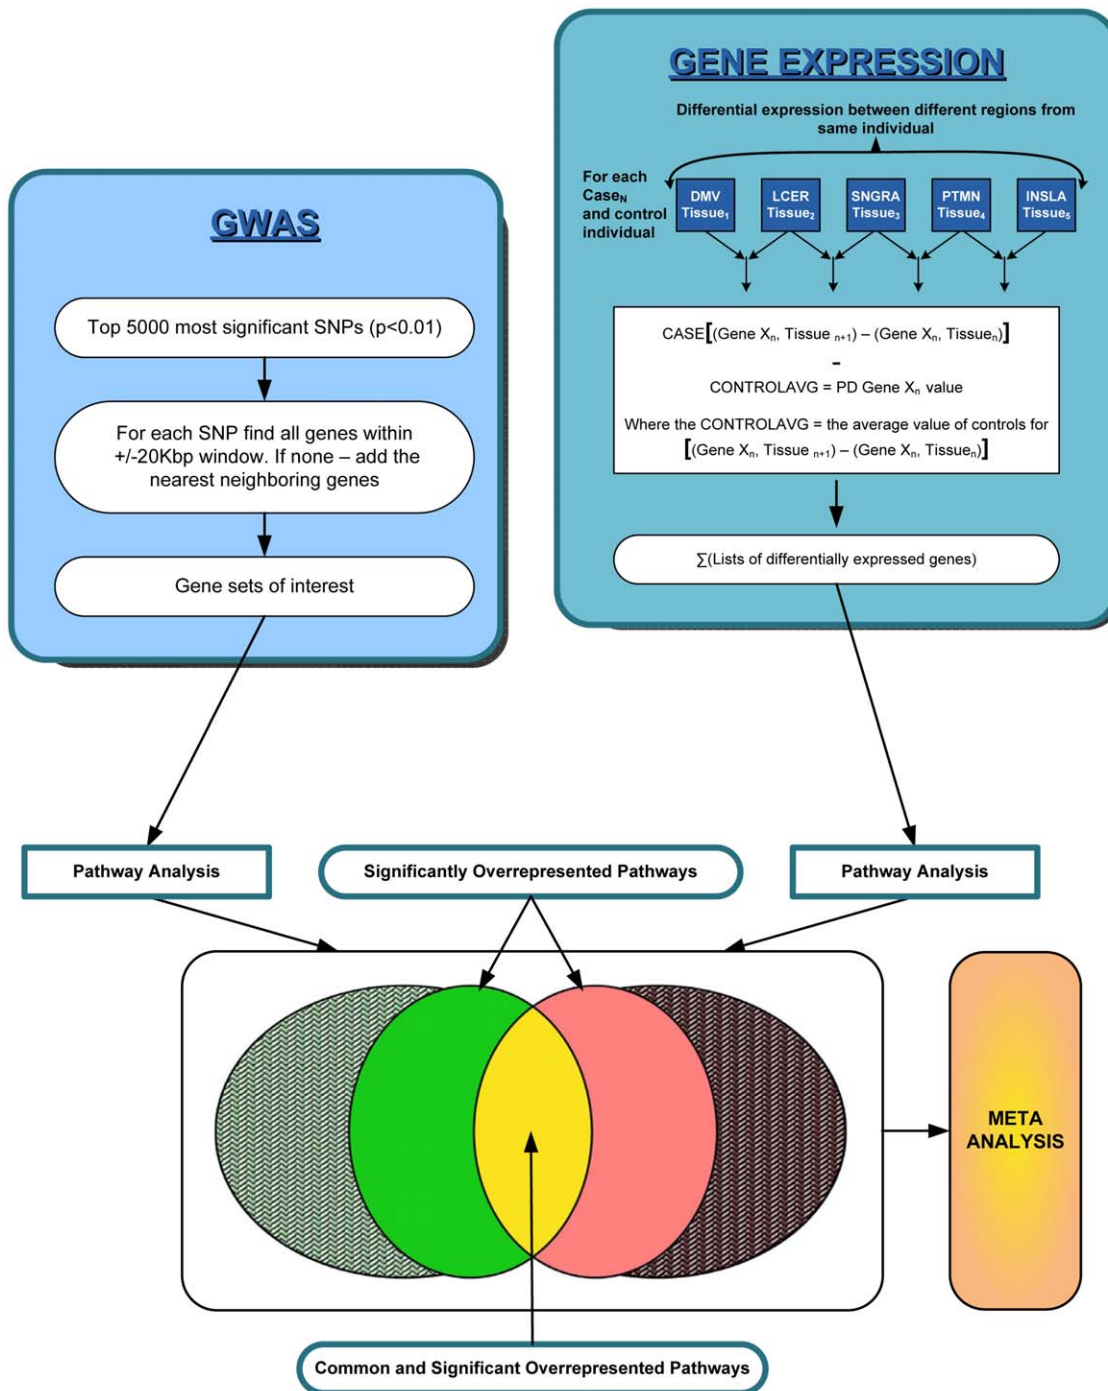 GENE EXPRESSION
Differential expression between different regions from
same individual
For each
Case_N
and control
individual
DMV
Tissue₁
LCER
Tissue₂
SNGRA
Tissue₃
PTMN
Tissue₄
INSLA
Tissue₅
CASE[(Gene Xₙ, Tissue ₙ₊₁) – (Gene Xₙ, Tissueₙ)]
–
CONTROLAVG = PD Gene Xₙ value
Where the CONTROLAVG = the average value of controls for
[(Gene Xₙ, Tissue ₙ₊₁) – (Gene Xₙ, Tissueₙ)]
∑(Lists of differentially expressed genes)
GWAS
Top 5000 most significant SNPs (p<0.01)
For each SNP find all genes within
+/-20Kbp window. If none – add the
nearest neighboring genes
Gene sets of interest
Pathway Analysis
Significantly Overrepresented Pathways
Pathway Analysis
META
ANALYSIS
Common and Significant Overrepresented Pathways